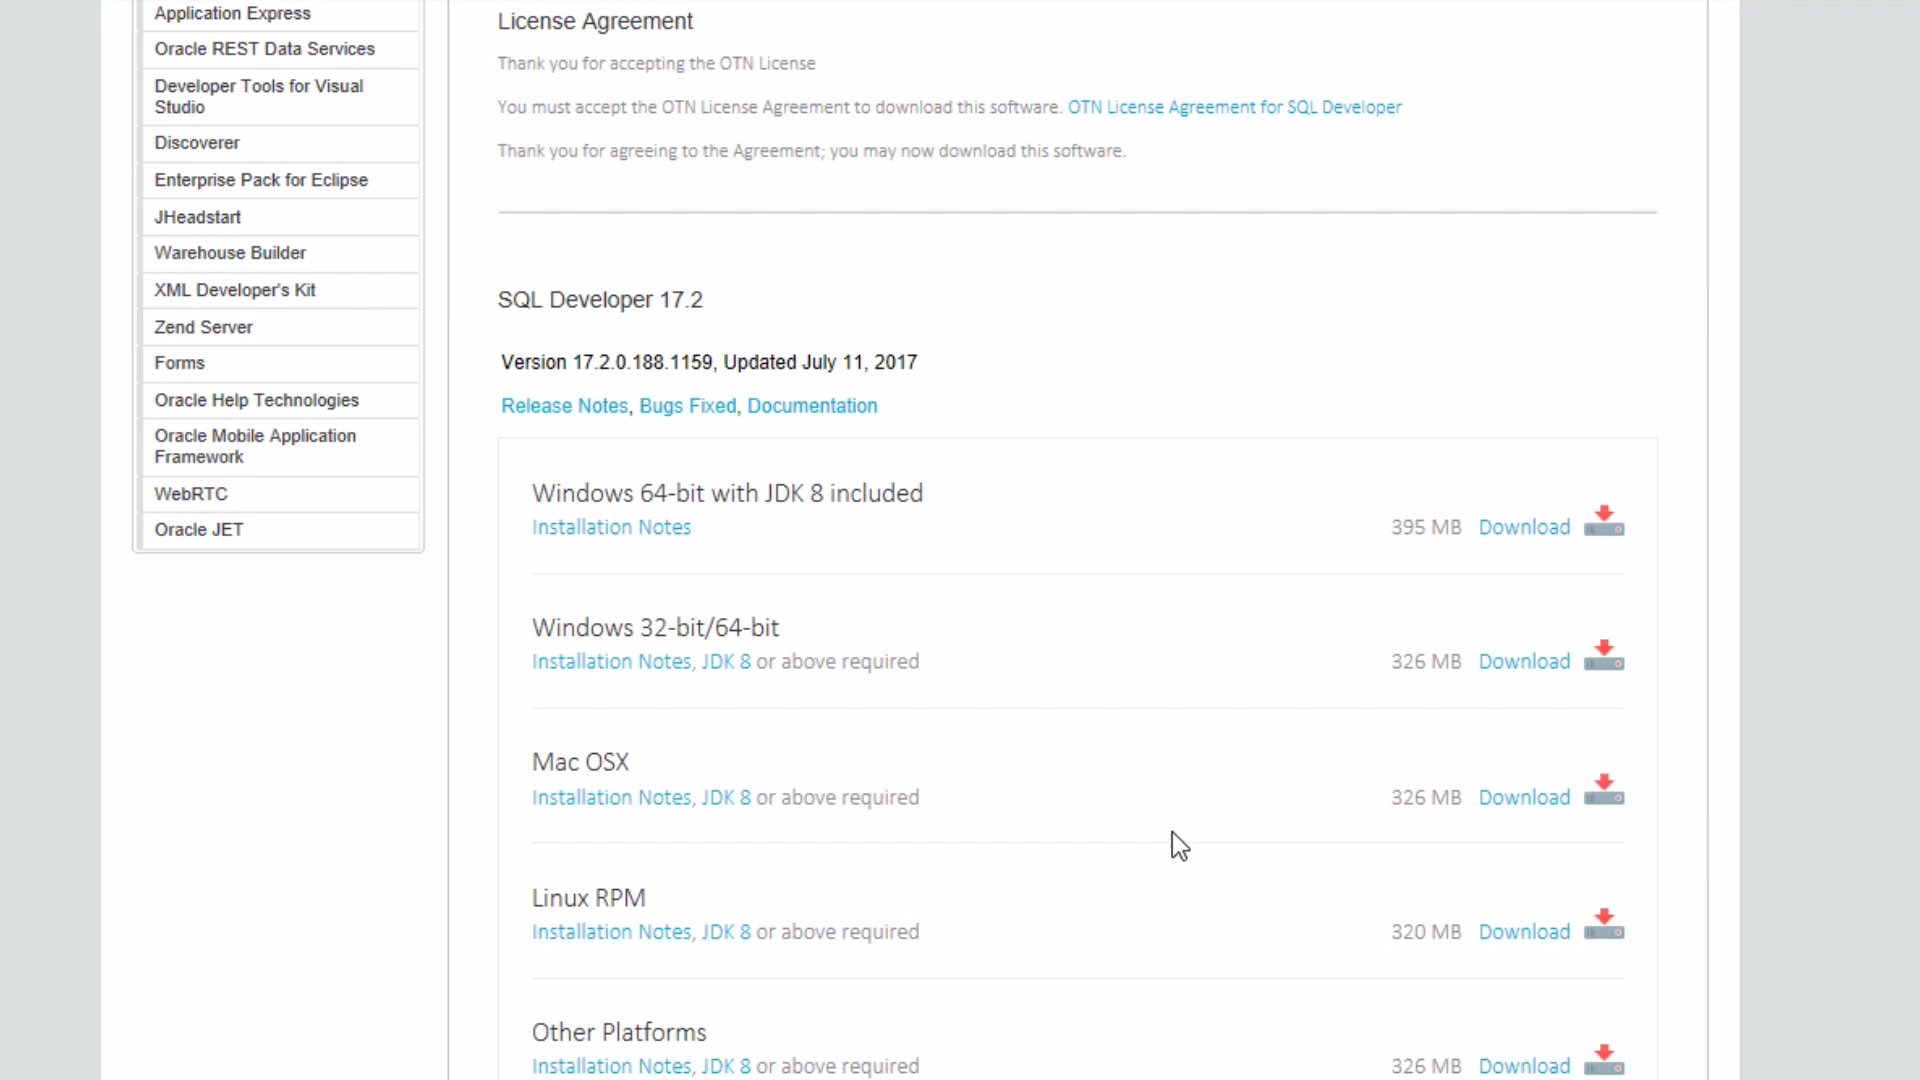 Application Express
Oracle REST Data Services
Developer Tools for Visual
Studio
Discoverer
Enterprise Pack for Eclipse
JHeadstart
Warehouse Builder
XML Developer's Kit
Zend Server
Forms
Oracle Help Technologies
Oracle Mobile Application
Framework
WebRTC
Oracle JET
License Agreement
Thank you for accepting the OTN License
You must accept the OTN License Agreement to download this software. OTN License Agreement for SQL Developer
Thank you for agreeing to the Agreement; you may now download this software.
SQL Developer 17.2
Version 17.2.0.188.1159, Updated July 11, 2017
Release Notes, Bugs Fixed, Documentation
Windows 64-bit with JDK 8 included
Installation Notes 395 MB Download
Windows 32-bit/64-bit
Installation Notes, JDK 8 or above required 326 MB Download
Mac OSX
Installation Notes, JDK 8 or above required 326 MB Download
Linux RPM
Installation Notes, JDK 8 or above required 320 MB Download
Other Platforms
Installation Notes, JDK 8 or above required 326 MB Download